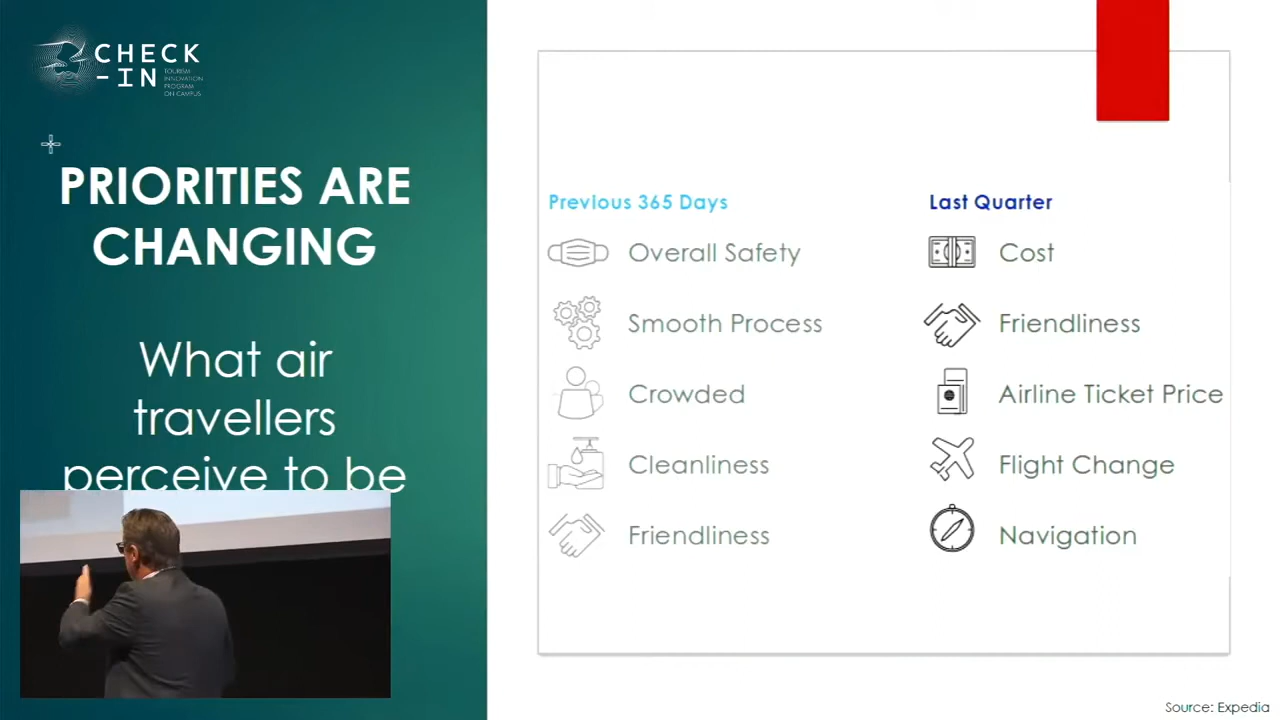 CHECK
-IN
TOURISM
INNOVATION
PROGRAM
ON CAMPUS
PRIORITIES ARE
CHANGING
What air
travellers
perceive to be
Previous 365 Days
Overall Safety
Smooth Process
Crowded
Cleanliness
Friendliness
Last Quarter
Cost
Friendliness
Airline Ticket Price
Flight Change
Navigation
Source: Expedia